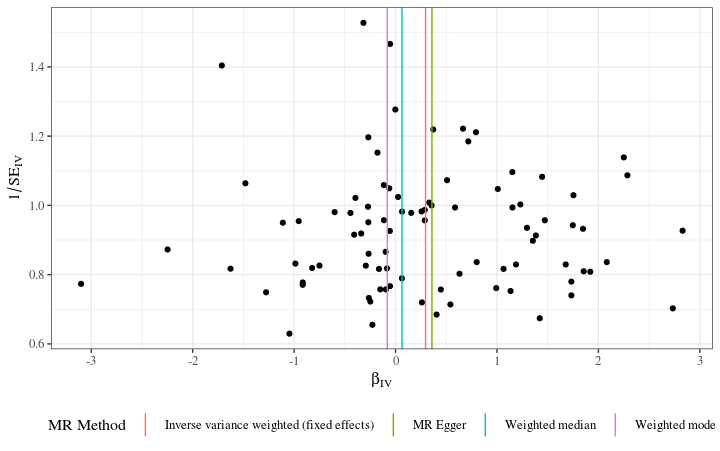 1/SE_IV
1.4
1.2
1.0
0.8
0.6
-3 -2 -1 0 1 2 3
β_IV
MR Method Inverse variance weighted (fixed effects) MR Egger Weighted median Weighted mode